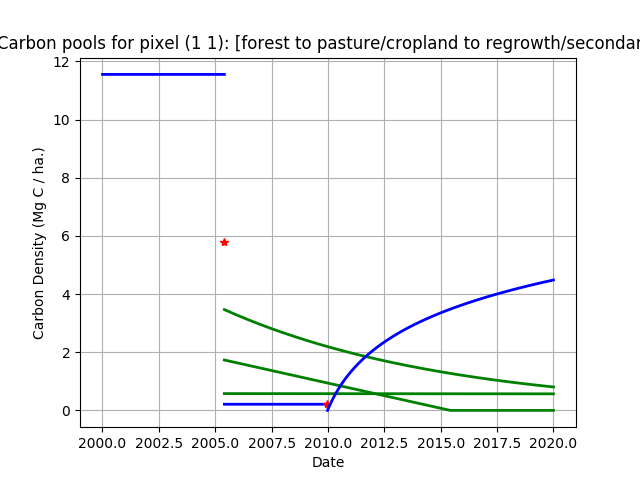 Carbon pools for pixel (1 1): [forest to pasture/cropland to regrowth/secondar
12
10
8
6
4
2
0
Carbon Density (Mg C / ha.)
2000.0 2002.5 2005.0 2007.5 2010.0 2012.5 2015.0 2017.5 2020.0
Date